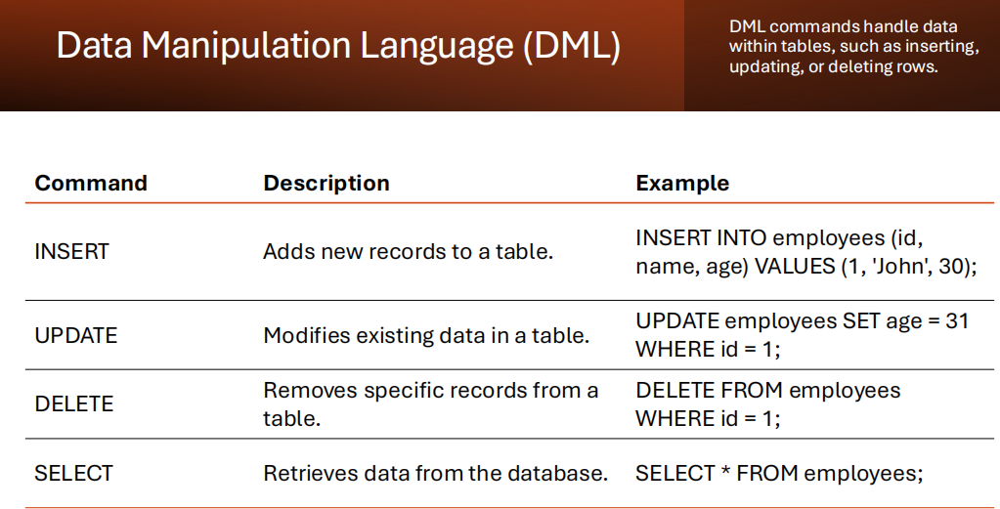 Data Manipulation Language (DML)
DML commands handle data
within tables, such as inserting,
updating, or deleting rows.
Command Description Example
INSERT Adds new records to a table. INSERT INTO employees (id,
name, age) VALUES (1, 'John', 30);
UPDATE Modifies existing data in a table. UPDATE employees SET age = 31
WHERE id = 1;
DELETE Removes specific records from a
table.
DELETE FROM employees
WHERE id = 1;
SELECT Retrieves data from the database. SELECT * FROM employees;